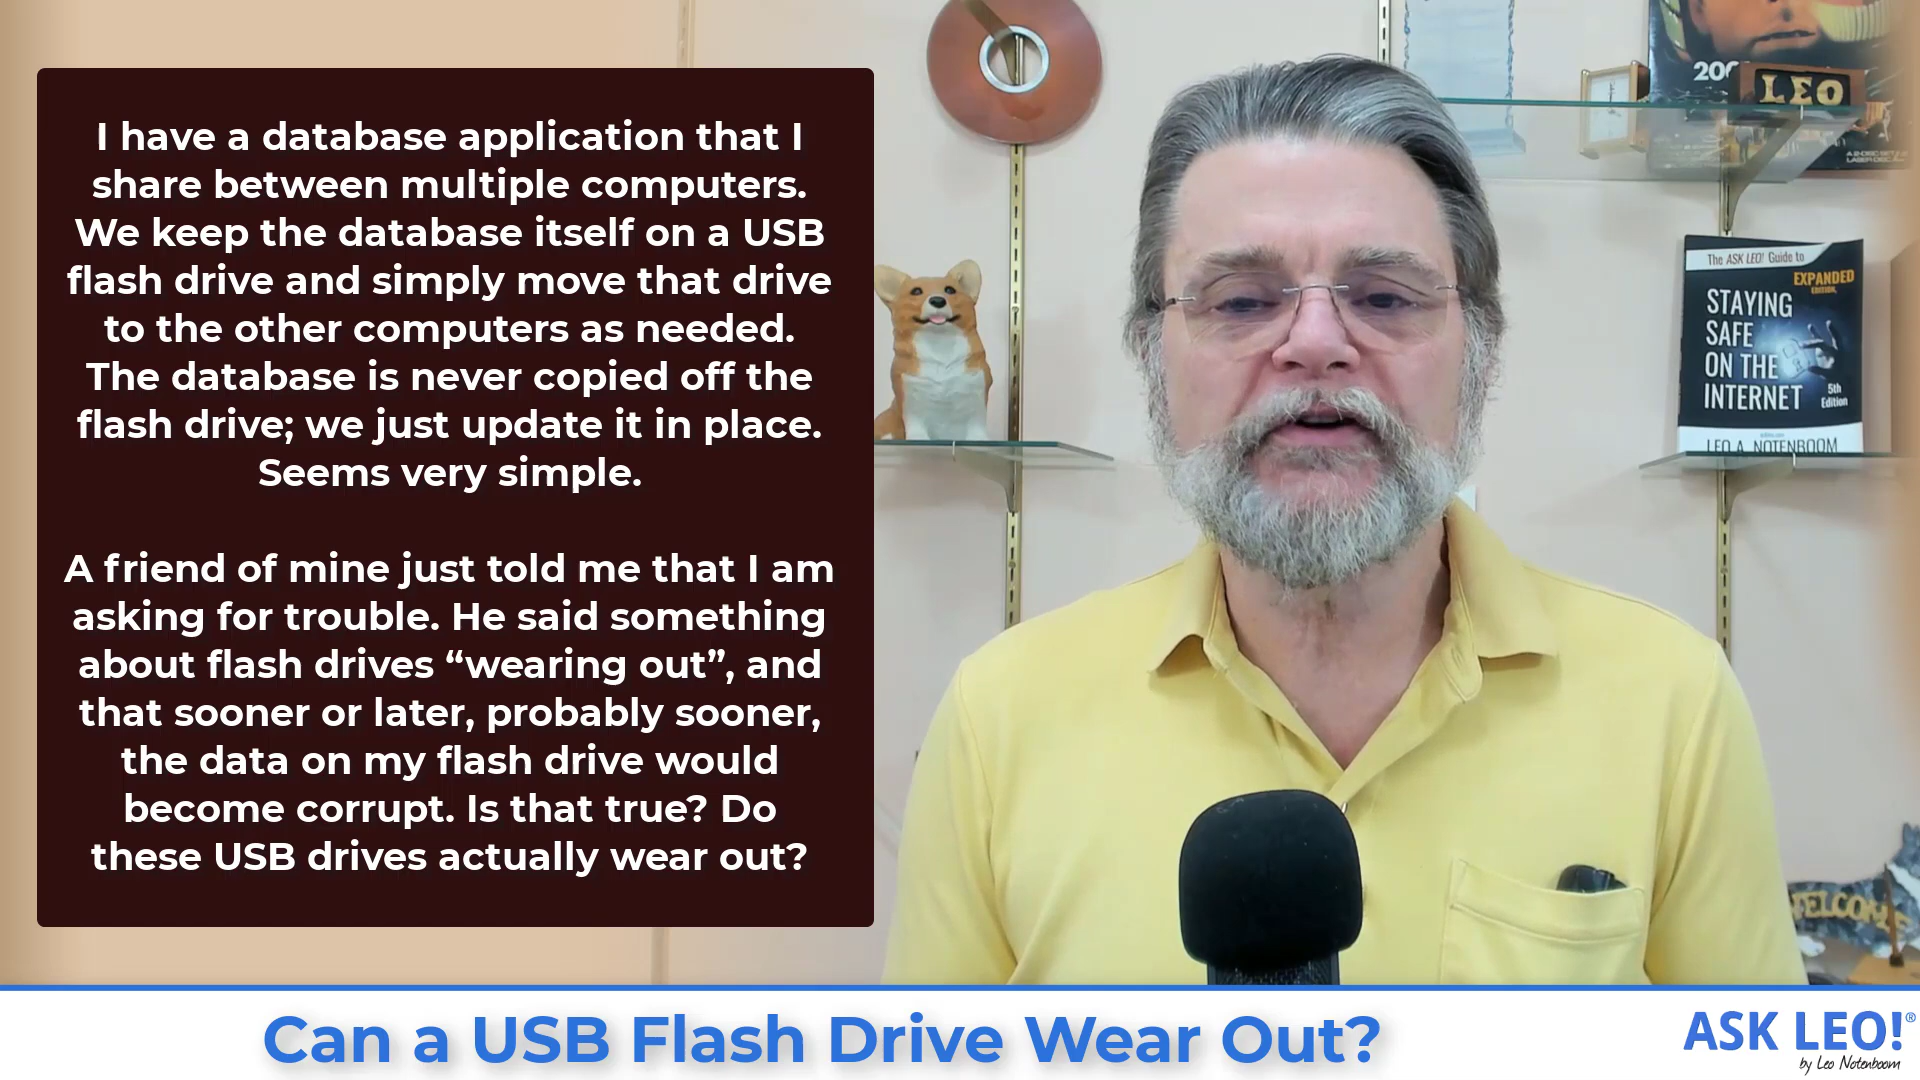 I have a database application that I
share between multiple computers.
We keep the database itself on a USB
flash drive and simply move that drive
to the other computers as needed.
The database is never copied off the
flash drive; we just update it in place.
Seems very simple.
A friend of mine just told me that I am
asking for trouble. He said something
about flash drives “wearing out”, and
that sooner or later, probably sooner,
the data on my flash drive would
become corrupt. Is that true? Do
these USB drives actually wear out?
200
LEO
The ASK LEO! Guide to
EXPANDED
EDITION
STAYING
SAFE
ON THE
INTERNET
5th
Edition
LEO A. NOTENBOOM
WELCOME
Can a USB Flash Drive Wear Out?
ASK LEO!®
by Leo Notenboom